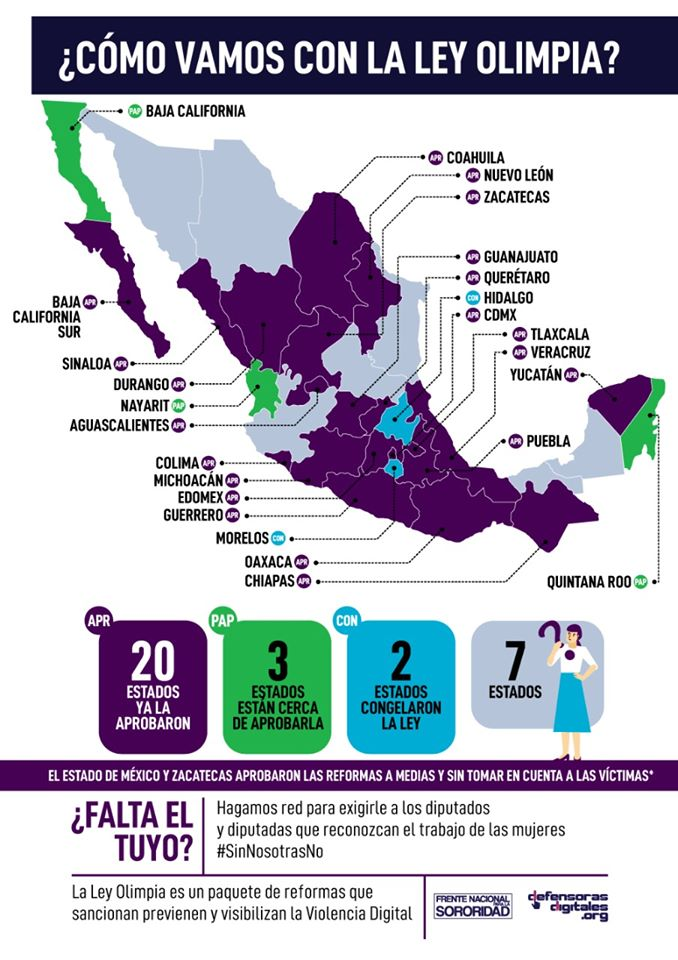 ¿CÓMO VAMOS CON LA LEY OLIMPIA?
PAP BAJA CALIFORNIA
APR COAHUILA
APR NUEVO LEÓN
APR ZACATECAS
APR GUANAJUATO
APR QUERÉTARO
CON HIDALGO
APR CDMX
APR TLAXCALA
APR VERACRUZ
YUCATÁN APR
BAJA APR
CALIFORNIA
SUR
SINALOA APR
DURANGO APR
NAYARIT PAP
AGUASCALIENTES APR
APR PUEBLA
COLIMA APR
MICHOACÁN APR
EDOMEX APR
GUERRERO APR
MORELOS CON
OAXACA APR
CHIAPAS APR
QUINTANA ROO PAP
APR
20
ESTADOS
YA LA
APROBARON
PAP
3
ESTADOS
ESTÁN CERCA
DE APROBARLA
CON
2
ESTADOS
CONGELARON
LA LEY
7
ESTADOS
EL ESTADO DE MÉXICO Y ZACATECAS APROBARON LAS REFORMAS A MEDIAS Y SIN TOMAR EN CUENTA A LAS VÍCTIMAS*
¿FALTA EL
TUYO?
Hagamos red para exigirle a los diputados
y diputadas que reconozcan el trabajo de las mujeres
#SinNosotrasNo
La Ley Olimpia es un paquete de reformas que
sancionan previenen y visibilizan la Violencia Digital
FRENTE NACIONAL
PARA LA
SORORIDAD
defensoras
digitales
.org